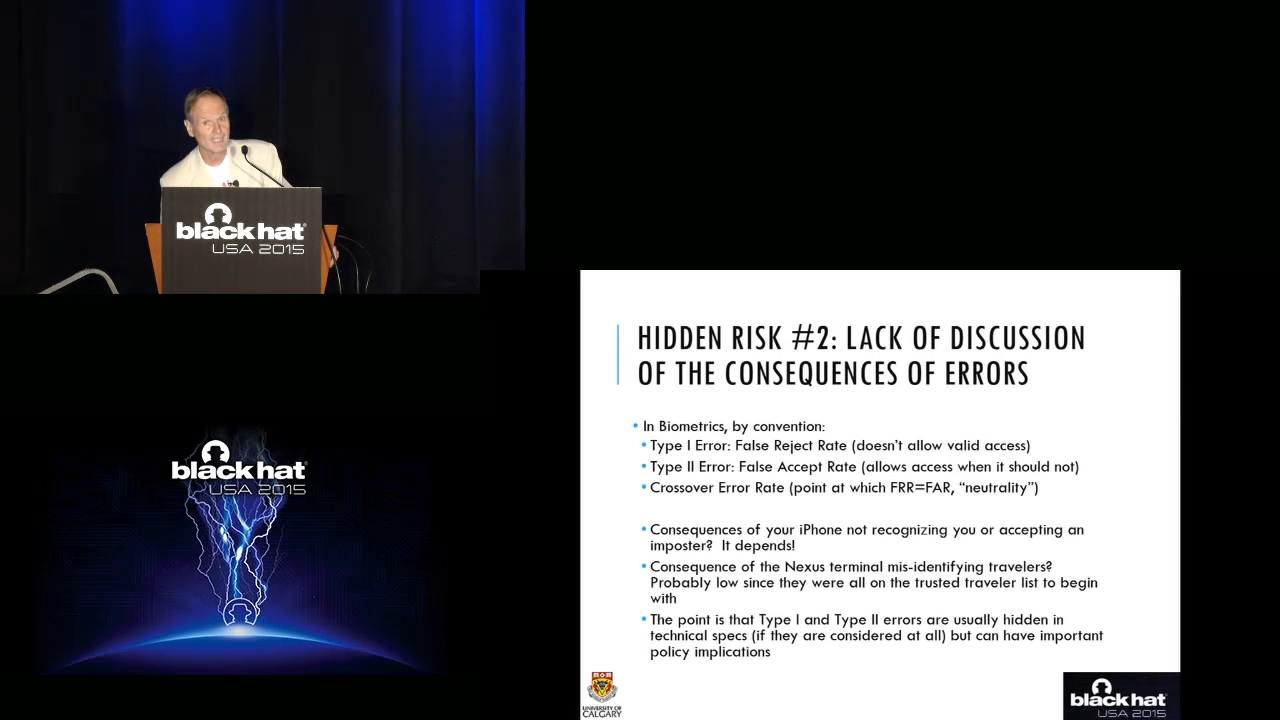 black hat
USA 2015
HIDDEN RISK #2: LACK OF DISCUSSION
OF THE CONSEQUENCES OF ERRORS
• In Biometrics, by convention:
• Type I Error: False Reject Rate (doesn't allow valid access)
• Type II Error: False Accept Rate (allows access when it should not)
• Crossover Error Rate (point at which FRR=FAR, "neutrality")
• Consequences of your iPhone not recognizing you or accepting an
imposter? It depends!
• Consequence of the Nexus terminal mis-identifying travelers?
Probably low since they were all on the trusted traveler list to begin
with
• The point is that Type I and Type II errors are usually hidden in
technical specs (if they are considered at all) but can have important
policy implications
black hat
USA 2015
UNIVERSITY OF
CALGARY
black hat
USA 2015